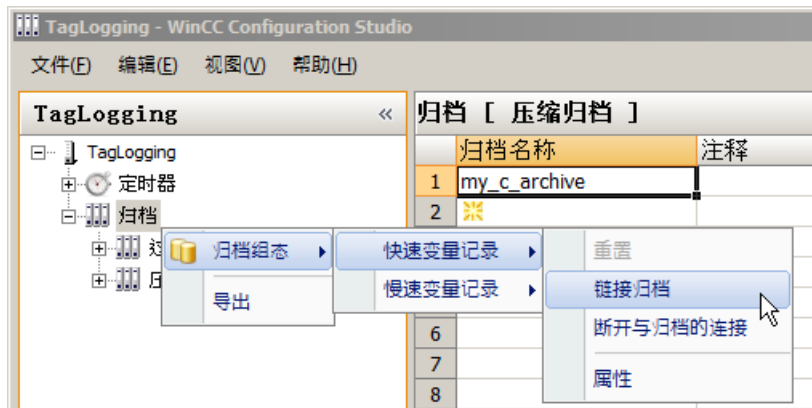 TagLogging - WinCC Configuration Studio
文件(F) 编辑(E) 视图(V) 帮助(H)
TagLogging «
归档 [ 压缩归档 ]
TagLogging
归档名称 注释
定时器
1 my_c_archive
归档
2
归档组态
快速变量记录
重置
导出
慢速变量记录
链接归档
断开与归档的连接
6
7
属性
8